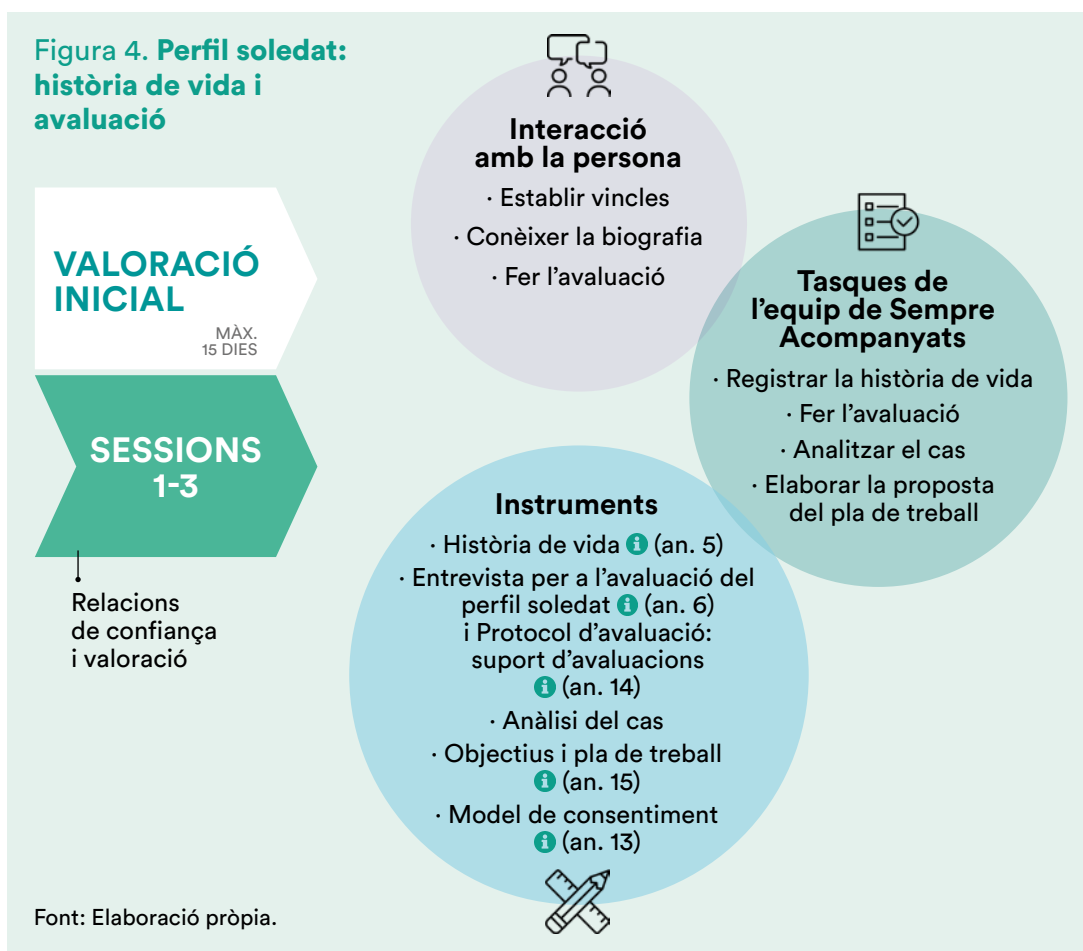 Figura 4. Perfil soledat:
història de vida i
avaluació
VALORACIÓ
INICIAL
MÀX.
15 DIES
SESSIONS
1-3
Relacions
de confiança
i valoració
Interacció
amb la persona
· Establir vincles
· Conèixer la biografia
· Fer l’avaluació
Tasques de
l’equip de Sempre
Acompanyats
· Registrar la història de vida
· Fer l’avaluació
· Analitzar el cas
· Elaborar la proposta
del pla de treball
Instruments
· Història de vida i (an. 5)
· Entrevista per a l’avaluació del
perfil soledat i (an. 6)
i Protocol d’avaluació:
suport d’avaluacions
i (an. 14)
· Anàlisi del cas
· Objectius i pla de treball
i (an. 15)
· Model de consentiment
i (an. 13)
Font: Elaboració pròpia.